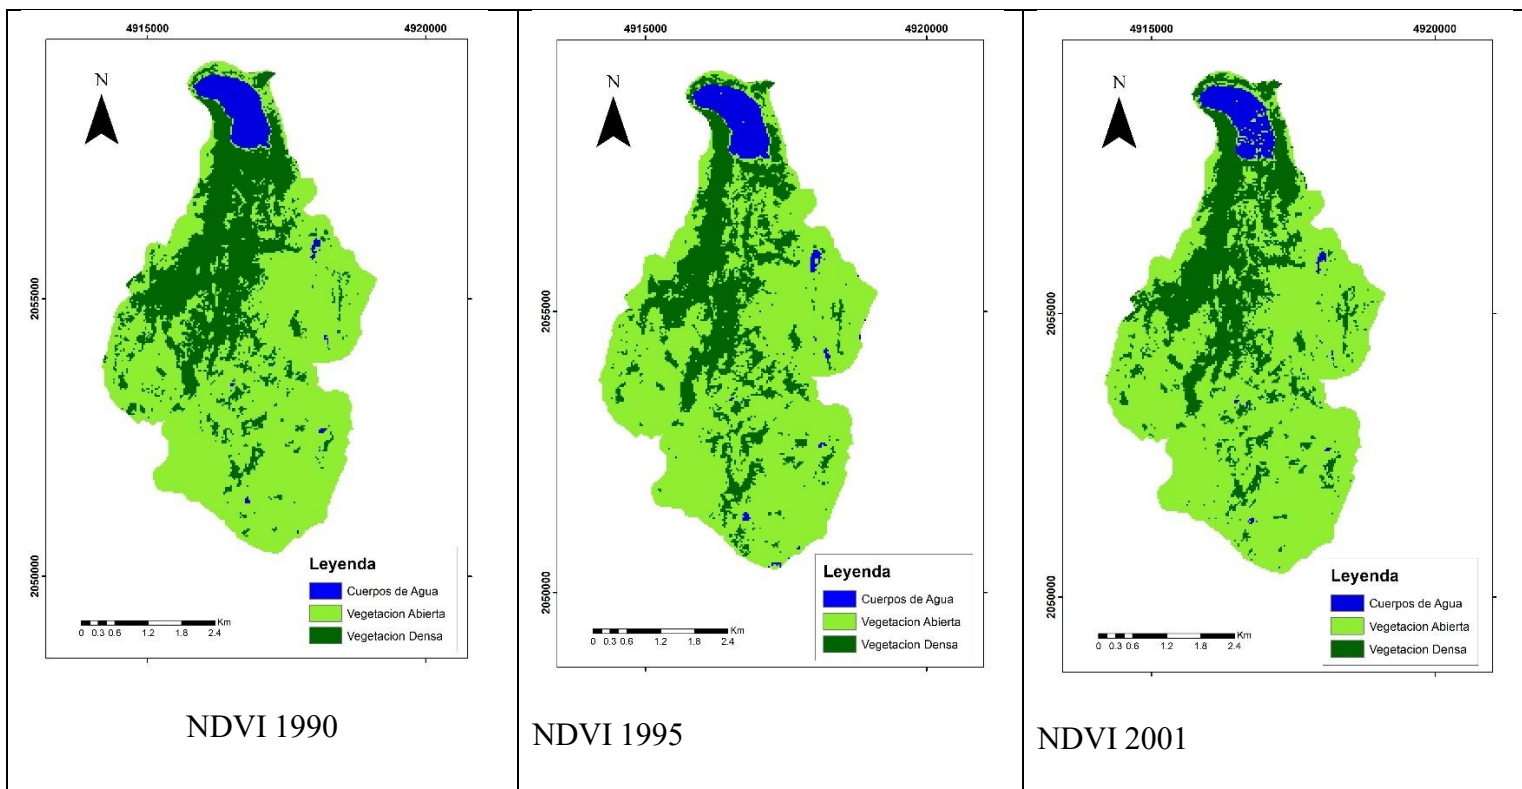 4915000 4920000
N
2055000
2050000
Leyenda
Cuerpos de Agua
Vegetacion Abierta
Vegetacion Densa
Km
0 0.3 0.6 1.2 1.8 2.4
NDVI 1990
4915000 4920000
N
2055000
2050000
Leyenda
Cuerpos de Agua
Vegetacion Abierta
Vegetacion Densa
Km
0 0.3 0.6 1.2 1.8 2.4
NDVI 1995
4915000 4920000
N
2055000
2050000
Leyenda
Cuerpos de Agua
Vegetacion Abierta
Vegetacion Densa
Km
0 0.3 0.6 1.2 1.8 2.4
NDVI 2001